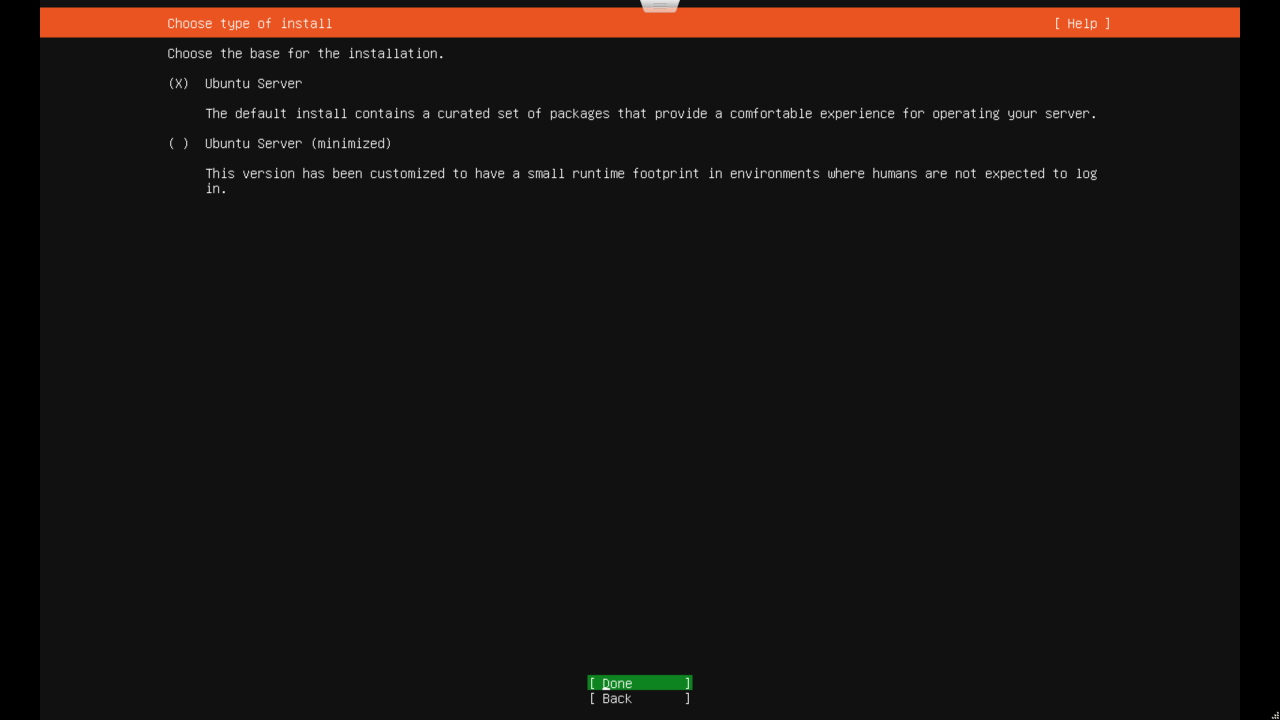 Choose type of install [ Help ]
Choose the base for the installation.
(X) Ubuntu Server
The default install contains a curated set of packages that provide a comfortable experience for operating your server.
( ) Ubuntu Server (minimized)
This version has been customized to have a small runtime footprint in environments where humans are not expected to log
in.
[ Done ]
[ Back ]